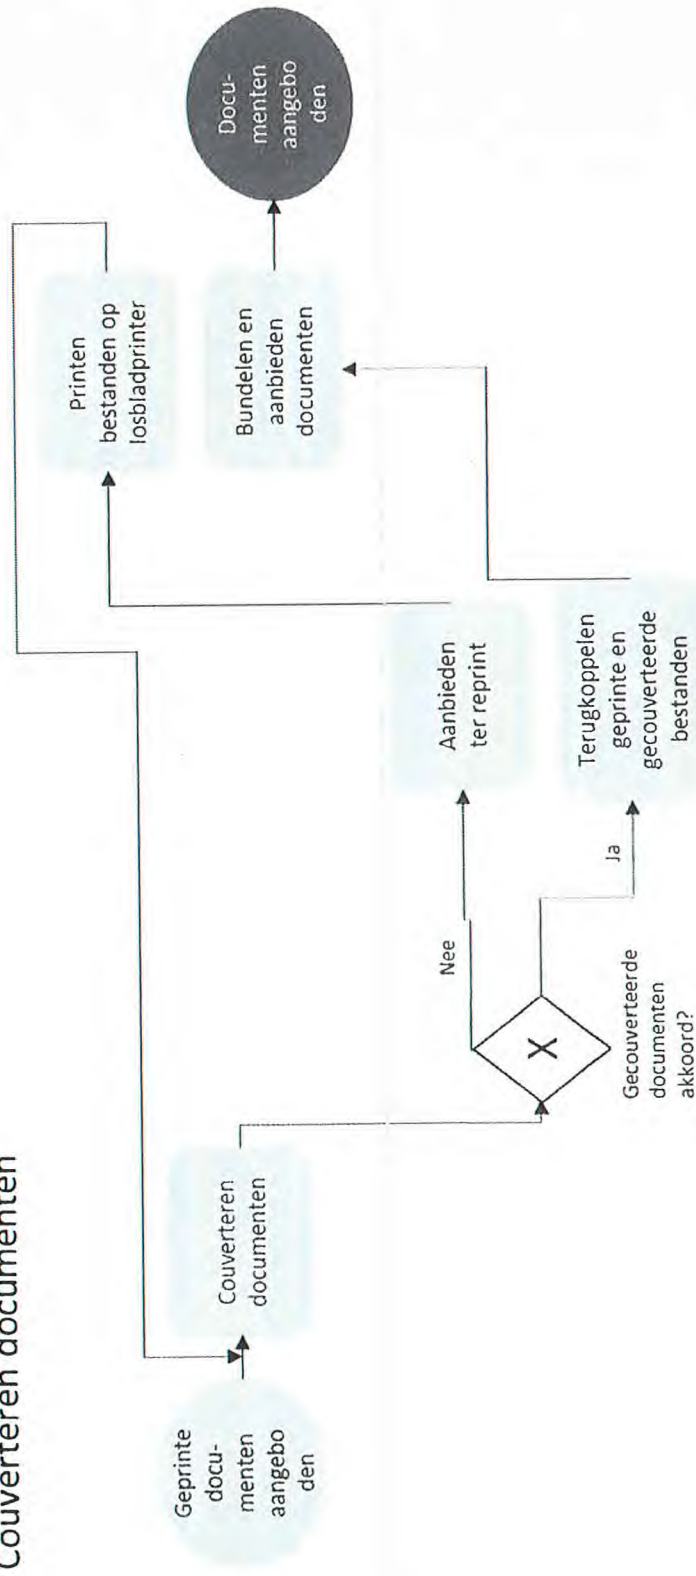 Couverteren documenten
Geprinte
docu-
menten
aangebo
den
Couverteren
documenten
X
Gecouverteerde
documenten
akkoord?
Nee
Ja
Aanbieden
ter reprint
Terugkoppelen
geprinte en
gecouverteerde
bestanden
Printen
bestanden op
losbladprinter
Bundelen en
aanbieden
documenten
Docu-
menten
aangebo
den